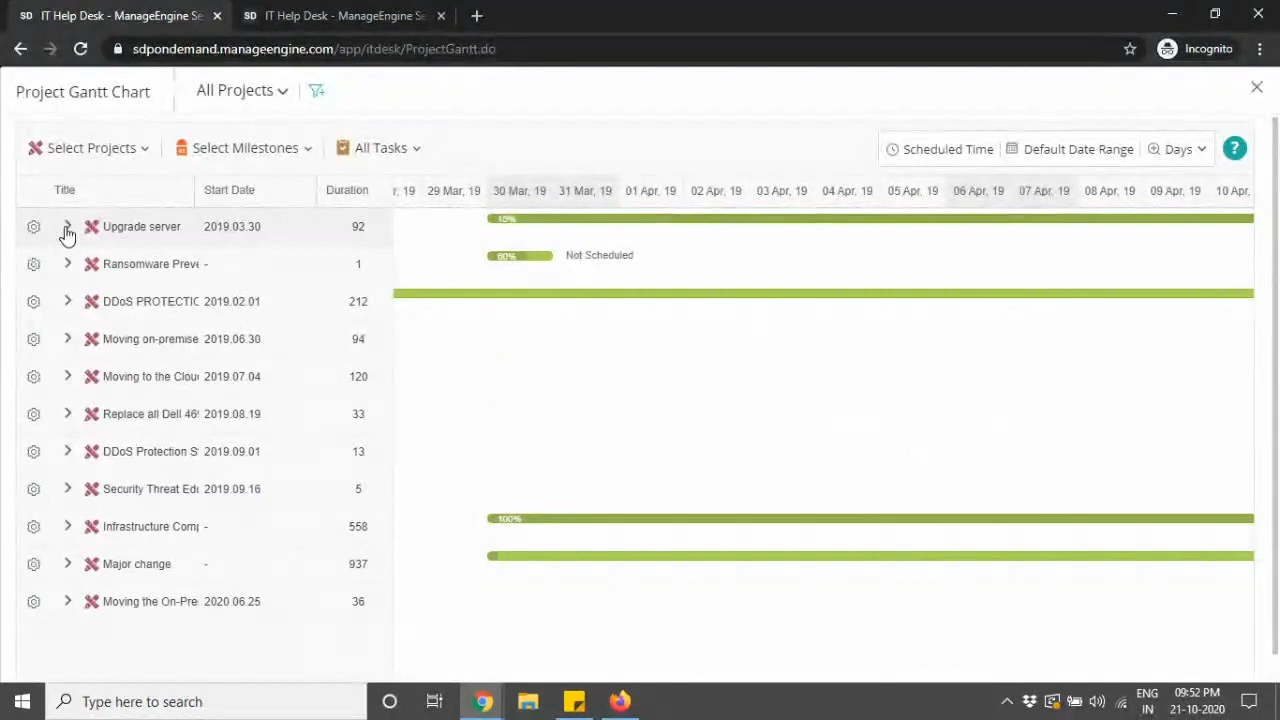 SD IT Help Desk - ManageEngine Se SD IT Help Desk - ManageEngine S
sdpondemand.manageengine.com/app/itdesk/ProjectGantt.do Incognito
Project Gantt Chart All Projects
Select Projects Select Milestones All Tasks Scheduled Time Default Date Range Days ?
Title Start Date Duration r, 19 29 Mar, 19 30 Mar, 19 31 Mar, 19 01 Apr, 19 02 Apr, 19 03 Apr, 19 04 Apr, 19 05 Apr, 19 06 Apr, 19 07 Apr, 19 08 Apr, 19 09 Apr, 19 10 Apr,
Upgrade server 2019.03.30 92 15%
Ransomware Preve - 1 60% Not Scheduled
DDoS PROTECTIC 2019.02.01 212
Moving on-premise 2019.06.30 94
Moving to the Clou 2019.07.04 120
Replace all Dell 469 2019.08.19 33
DDoS Protection S 2019.09.01 13
Security Threat Edu 2019.09.16 5
Infrastructure Comp - 558 100%
Major change - 937
Moving the On-Pre 2020.06.25 36
Type here to search ENG 09:52 PM
IN 21-10-2020